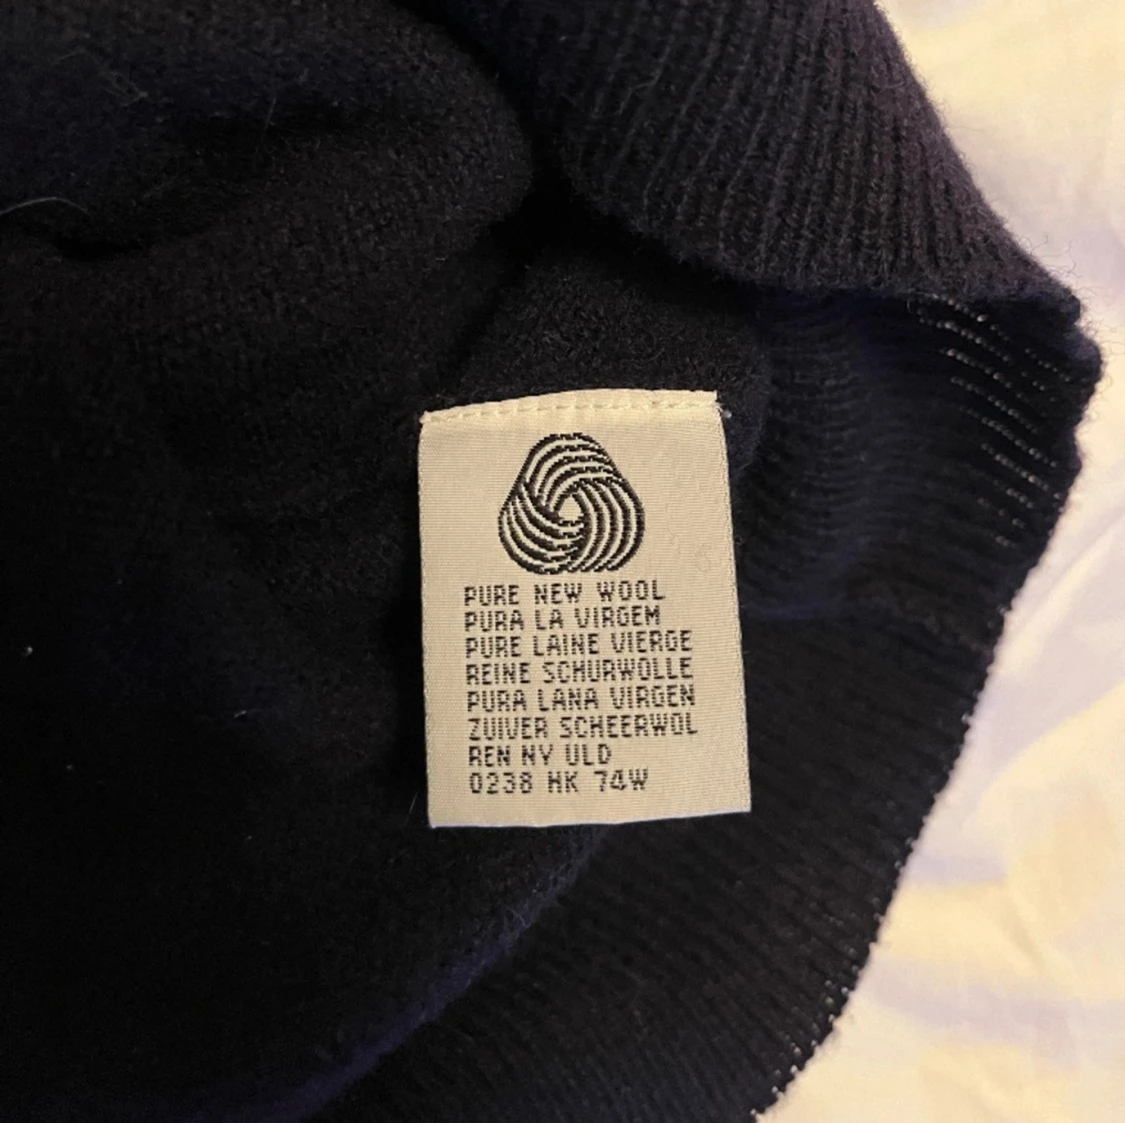 PURE NEW WOOL
PURA LA VIRGEM
PURE LAINE VIERGE
REINE SCHURWOLLE
PURA LANA VIRGEN
ZUIVER SCHEERWOL
REN NY ULD
0238 HK 74W